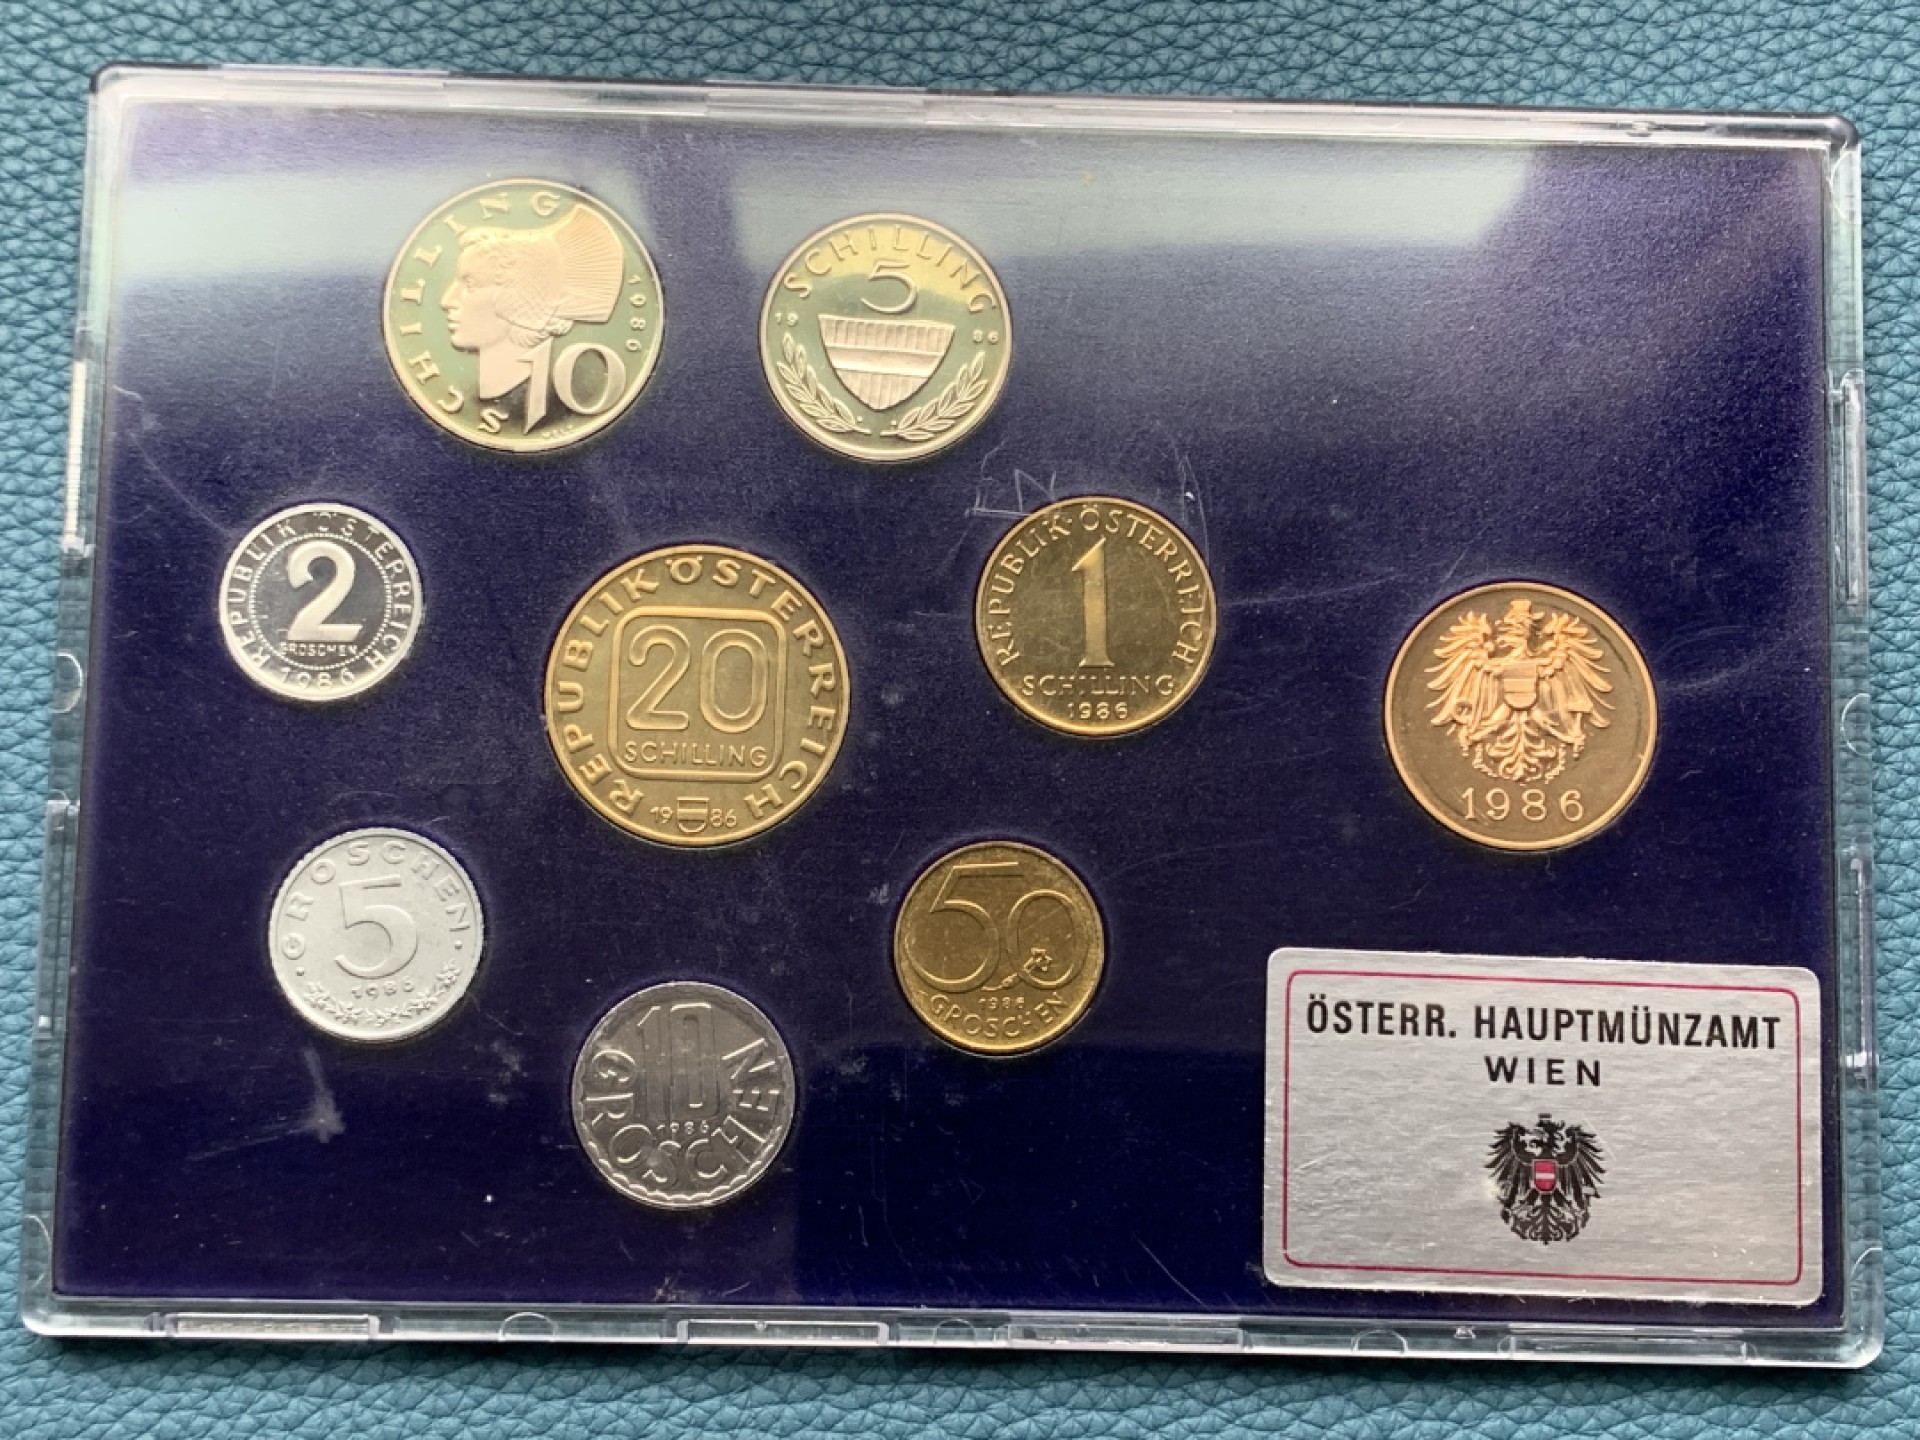 SCHILLING
1986
10
SCHILLING
5
19 86
REPUBLIK ÖSTERREICH
2
GROSCHEN
1986
REPUBLIK ÖSTERREICH
20
SCHILLING
19 86
REPUBLIK·ÖSTERREICH
1
SCHILLING
1986
1986
·GROSCHEN·
5
1986
10
1986
GROSCHEN
50
1986
GROSCHEN
ÖSTERR. HAUPTMÜNZAMT
WIEN